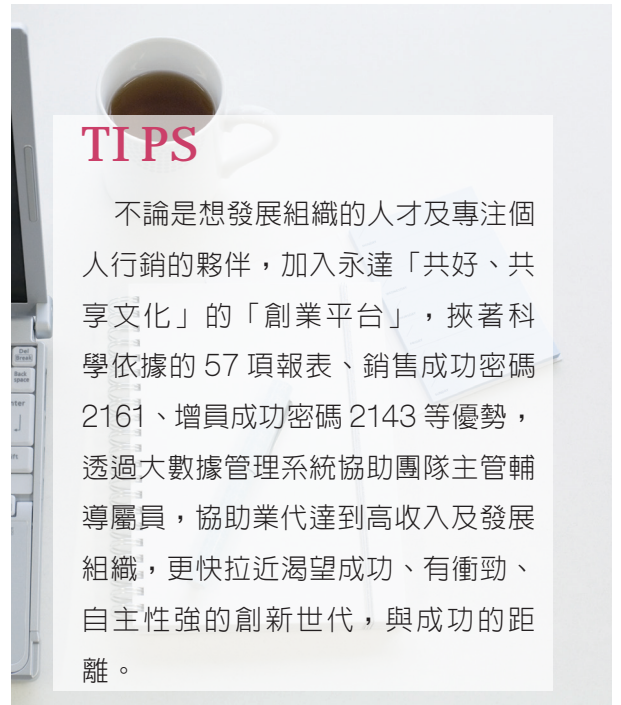 TIPS
不論是想發展組織的人才及專注個
人行銷的夥伴，加入永達「共好、共
享文化」的「創業平台」，挾著科
學依據的 57 項報表、銷售成功密碼
2161、增員成功密碼 2143 等優勢，
透過大數據管理系統協助團隊主管輔
導屬員，協助業代達到高收入及發展
組織，更快拉近渴望成功、有衝勁、
自主性強的創新世代，與成功的距
離。
Del
Break
Back
space